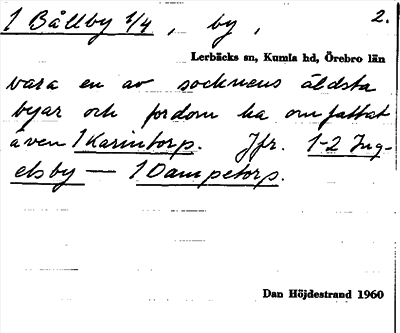 1 Bållby 1/4, by, 2.
Lerbäcks sn, Kumla hd, Örebro län
vara en av socknens äldsta
byar och fordom ha omfattat
även 1 Karintorp. Jfr. 1-2 Ing-
elsby — 1 Dampetorp.
Dan Höjdestrand 1960